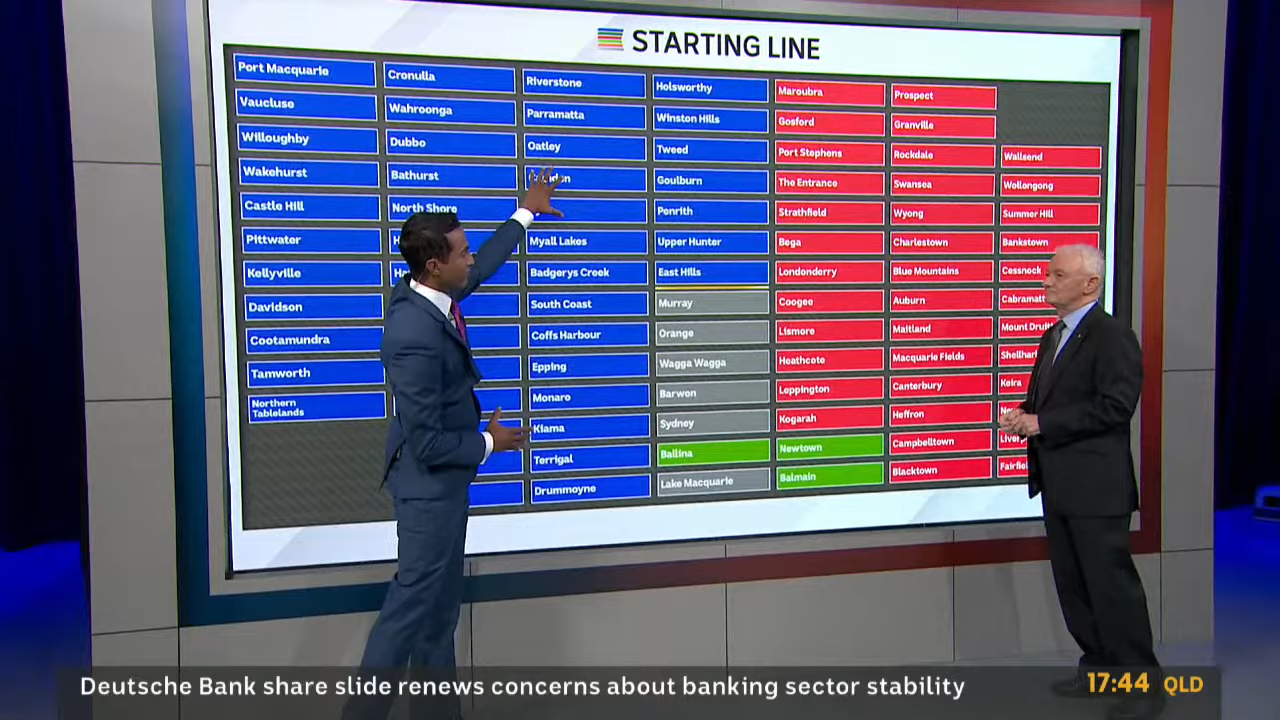 STARTING LINE
Port Macquarie
Vaucluse
Willoughby
Wakehurst
Castle Hill
Pittwater
Kellyville
Davidson
Cootamundra
Tamworth
Northern
Tablelands
Cronulla
Wahroonga
Dubbo
Bathurst
North Shore
Riverstone
Parramatta
Oatley
Myall Lakes
Badgerys Creek
South Coast
Coffs Harbour
Epping
Monaro
Kiama
Terrigal
Drummoyne
Holsworthy
Winston Hills
Tweed
Goulburn
Penrith
Upper Hunter
East Hills
Murray
Orange
Wagga Wagga
Barwon
Sydney
Ballina
Lake Macquarie
Maroubra
Gosford
Port Stephens
The Entrance
Strathfield
Bega
Londonderry
Coogee
Lismore
Heathcote
Leppington
Kogarah
Newtown
Balmain
Prospect
Granville
Rockdale
Swansea
Wyong
Charlestown
Blue Mountains
Auburn
Maitland
Macquarie Fields
Canterbury
Heffron
Campbelltown
Blacktown
Wallsend
Wollongong
Summer Hill
Bankstown
Cessnock
Mount
Keira
Deutsche Bank share slide renews concerns about banking sector stability
17:44 QLD